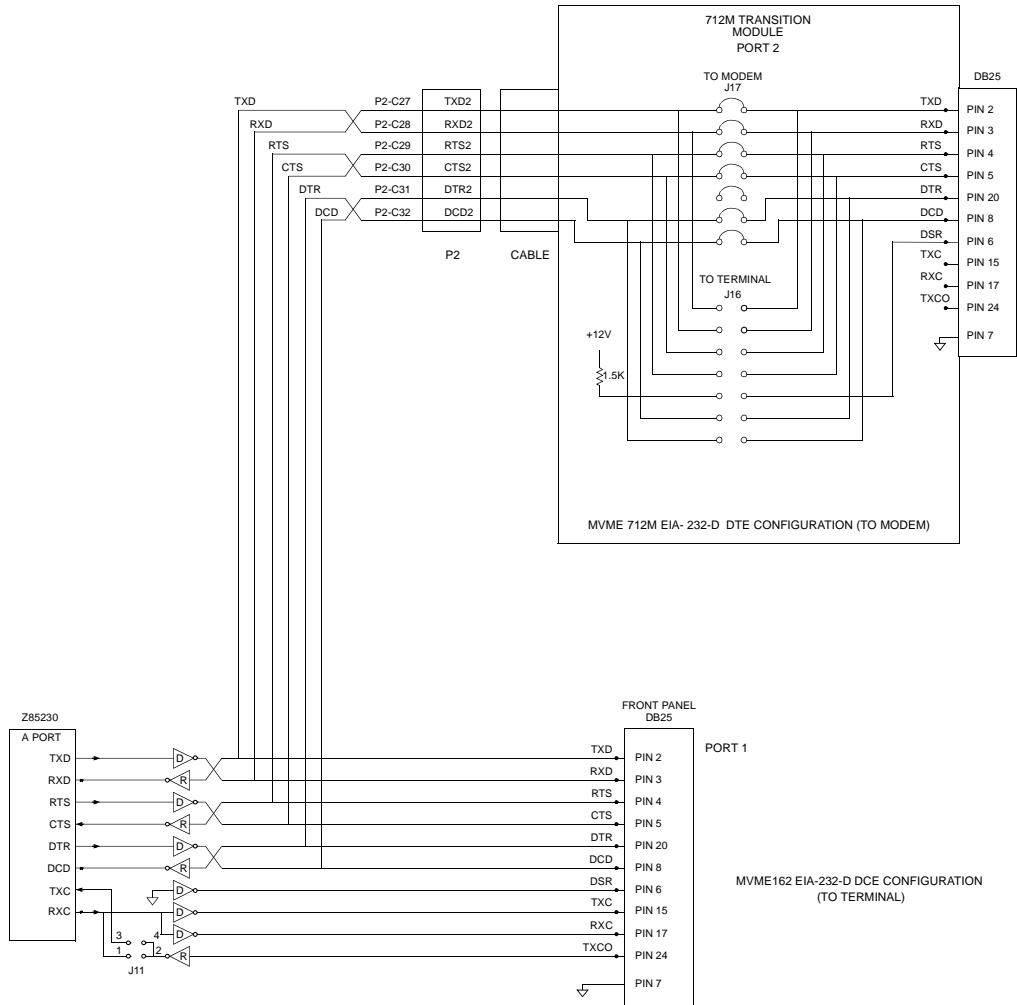 712M TRANSITION
MODULE
PORT 2
TO MODEM
J17
DB25
TXD
P2-C27
TXD2
TXD
PIN 2
RXD
P2-C28
RXD2
RXD
PIN 3
RTS
P2-C29
RTS2
RTS
PIN 4
CTS
P2-C30
CTS2
CTS
PIN 5
DTR
P2-C31
DTR2
DTR
PIN 20
DCD
P2-C32
DCD2
DCD
PIN 8
DSR
PIN 6
P2
CABLE
TXC
PIN 15
TO TERMINAL
J16
RXC
PIN 17
TXCO
PIN 24
+12V
PIN 7
1.5K
MVME 712M EIA- 232-D DTE CONFIGURATION (TO MODEM)
Z85230
A PORT
FRONT PANEL
DB25
PORT 1
TXD
D
TXD
PIN 2
RXD
R
RXD
PIN 3
RTS
D
RTS
PIN 4
CTS
R
CTS
PIN 5
DTR
D
DTR
PIN 20
DCD
R
DCD
PIN 8
TXC
D
DSR
PIN 6
RXC
D
TXC
PIN 15
D
RXC
PIN 17
3
4
1
2
R
TXCO
PIN 24
J11
PIN 7
MVME162 EIA-232-D DCE CONFIGURATION
(TO TERMINAL)